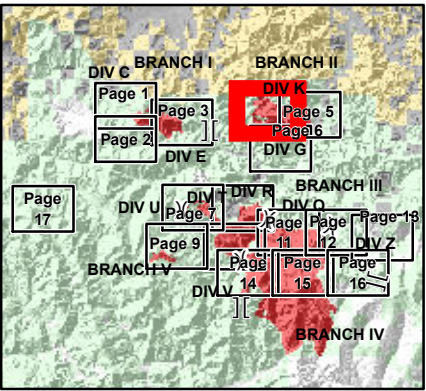 BRANCH I
BRANCH II
DIV C
DIV K
Page 1
Page 3
Page 5
Page 6
Page 2
DIV E
DIV G
BRANCH III
Page
17
DIV R
DIV U
Page 7
DIV O
Page
11
Page
12
Page 13
Page 9
DIV Z
BRANCH V
Page
14
Page
15
Page
16
DIV V
BRANCH IV